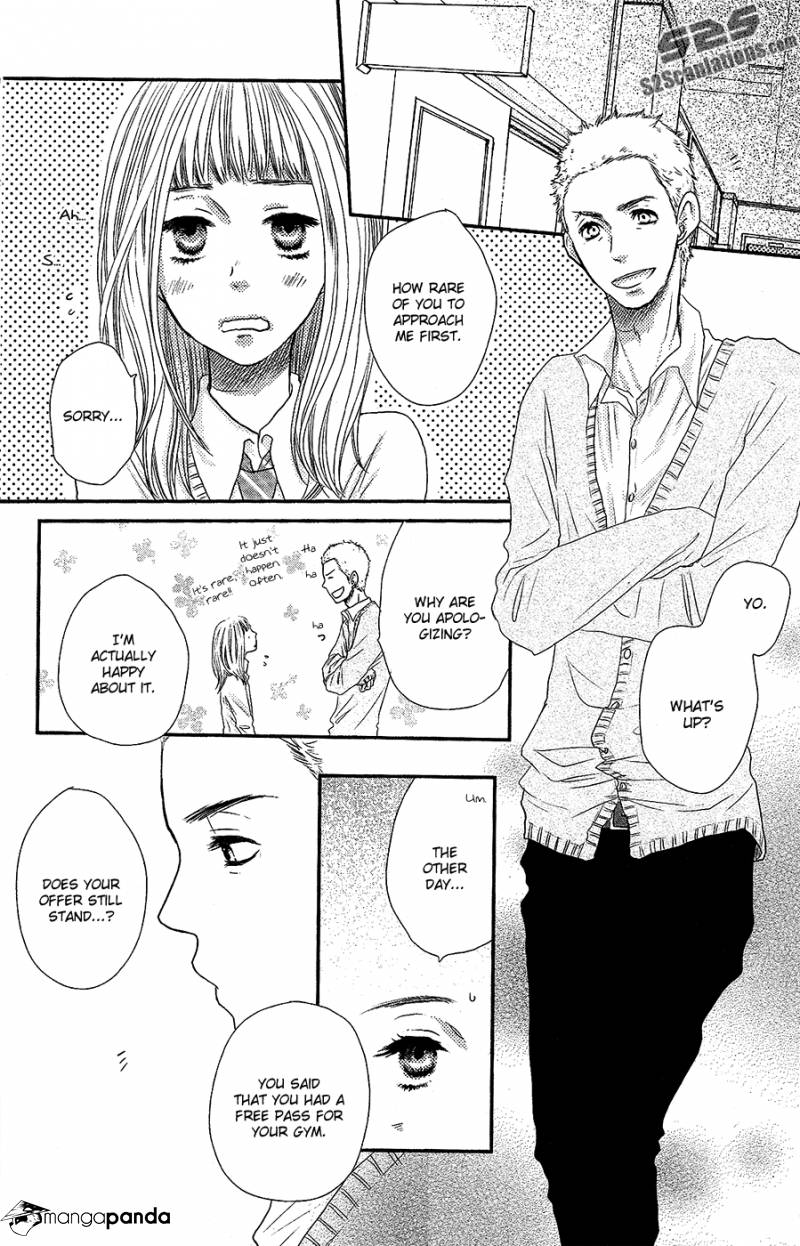 S2S
S2Scanlations.com
YO.
WHAT'S
UP?
HOW RARE
OF YOU TO
APPROACH
ME FIRST.
Ah...
S...
SORRY...
WHY ARE
YOU APOLO-
GIZING?
Ha
ha
ha
It just
doesn't
happen
often.
It's rare,
rare!!
I'M
ACTUALLY
HAPPY
ABOUT IT.
Um.
THE
OTHER
DAY...
YOU SAID
THAT YOU HAD A
FREE PASS FOR
YOUR GYM.
DOES YOUR
OFFER STILL
STAND...?
mangapanda